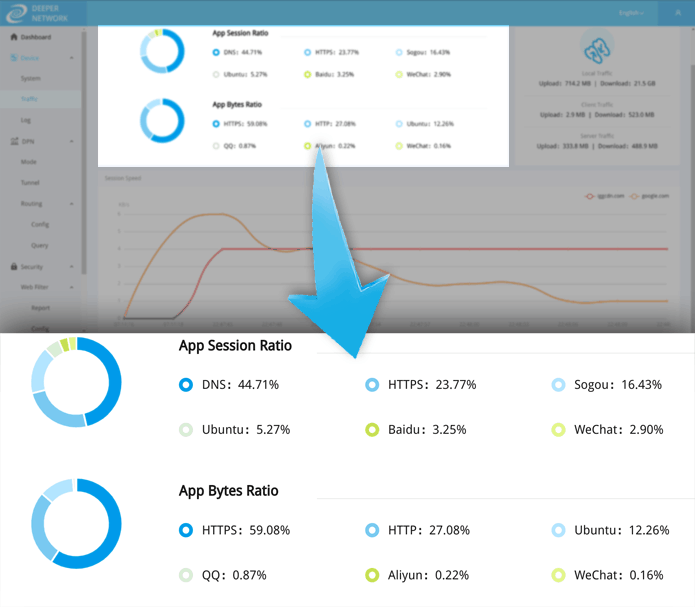 DEEPER
NETWORK
English
Dashboard
Device
System
Traffic
Log
DPN
Mode
Tunnel
Routing
Config
Query
Security
Web Filter
Report
Config
App Session Ratio
DNS: 44.71% HTTPS: 23.77% Sogou: 16.43%
Ubuntu: 5.27% Baidu: 3.25% WeChat: 2.90%
App Bytes Ratio
HTTPS: 59.08% HTTP: 27.08% Ubuntu: 12.26%
QQ: 0.87% Aliyun: 0.22% WeChat: 0.16%
Local Traffic
Upload: 714.2 MB | Download: 21.5 GB
Client Traffic
Upload: 2.9 MB | Download: 523.0 MB
Server Traffic
Upload: 333.8 MB | Download: 488.9 MB
Session Speed
google.com
App Session Ratio
DNS: 44.71% HTTPS: 23.77% Sogou: 16.43%
Ubuntu: 5.27% Baidu: 3.25% WeChat: 2.90%
App Bytes Ratio
HTTPS: 59.08% HTTP: 27.08% Ubuntu: 12.26%
QQ: 0.87% Aliyun: 0.22% WeChat: 0.16%